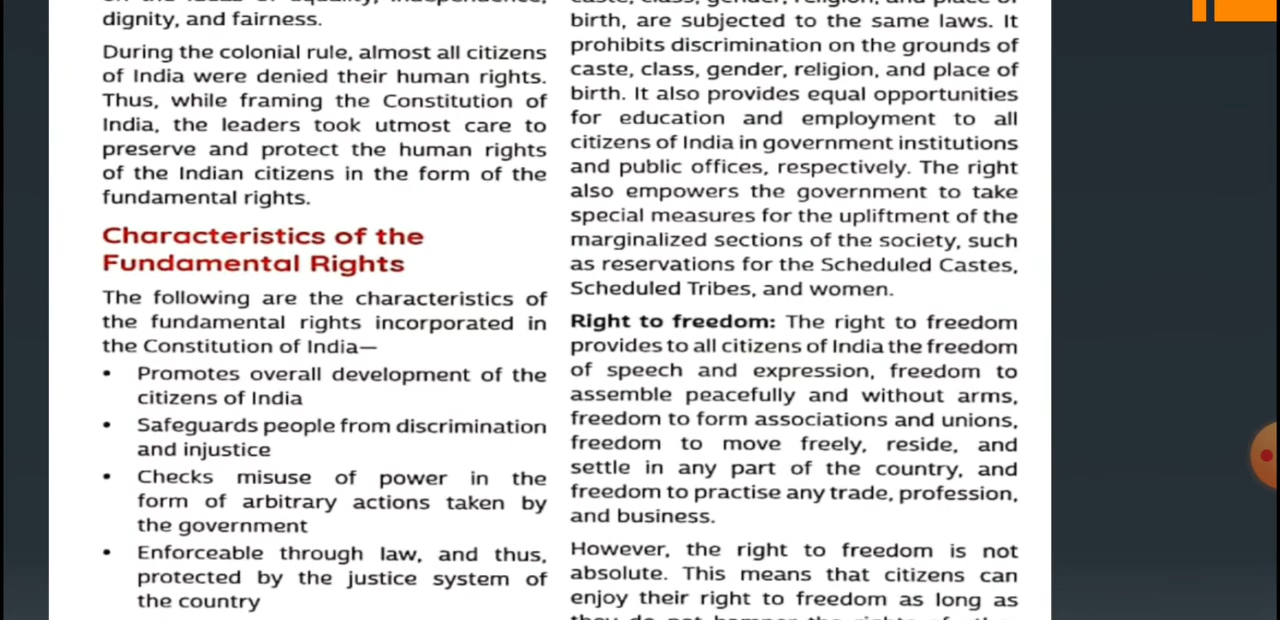 dignity, and fairness.
During the colonial rule, almost all citizens
of India were denied their human rights.
Thus, while framing the Constitution of
India, the leaders took utmost care to
preserve and protect the human rights
of the Indian citizens in the form of the
fundamental rights.
Characteristics of the
Fundamental Rights
The following are the characteristics of
the fundamental rights incorporated in
the Constitution of India—
• Promotes overall development of the
citizens of India
• Safeguards people from discrimination
and injustice
• Checks misuse of power in the
form of arbitrary actions taken by
the government
• Enforceable through law, and thus,
protected by the justice system of
the country
birth, are subjected to the same laws. It
prohibits discrimination on the grounds of
caste, class, gender, religion, and place of
birth. It also provides equal opportunities
for education and employment to all
citizens of India in government institutions
and public offices, respectively. The right
also empowers the government to take
special measures for the upliftment of the
marginalized sections of the society, such
as reservations for the Scheduled Castes,
Scheduled Tribes, and women.
Right to freedom: The right to freedom
provides to all citizens of India the freedom
of speech and expression, freedom to
assemble peacefully and without arms,
freedom to form associations and unions,
freedom to move freely, reside, and
settle in any part of the country, and
freedom to practise any trade, profession,
and business.
However, the right to freedom is not
absolute. This means that citizens can
enjoy their right to freedom as long as